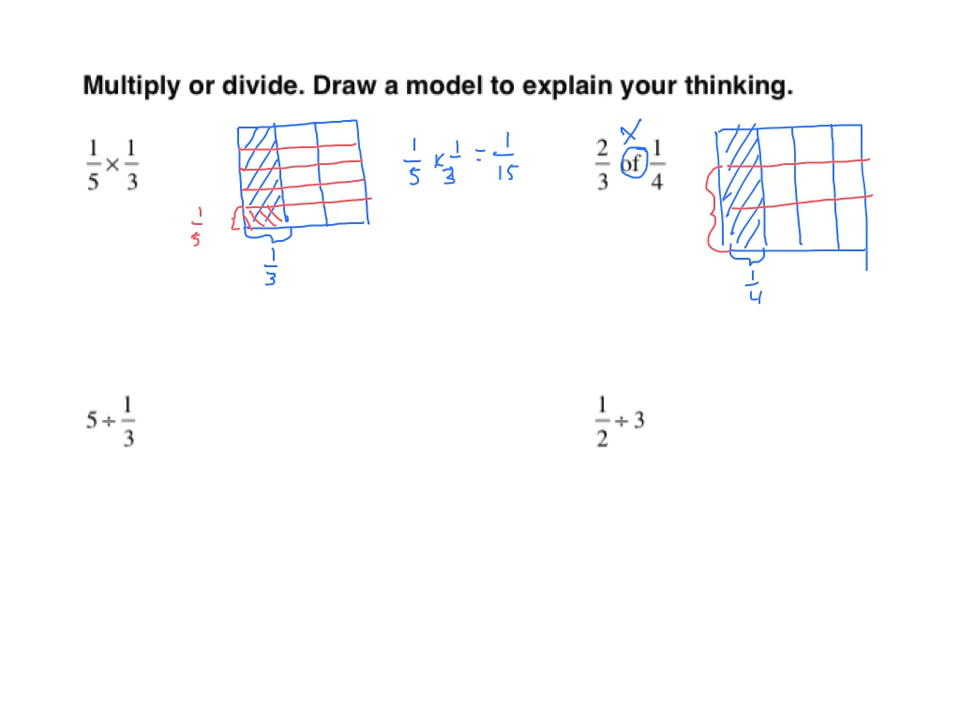 Multiply or divide. Draw a model to explain your thinking.
1/5 × 1/3
1/5
1/3
1/5 × 1/3 = 1/15
×
2/3 of 1/4
1/4
5 ÷ 1/3
1/2 ÷ 3